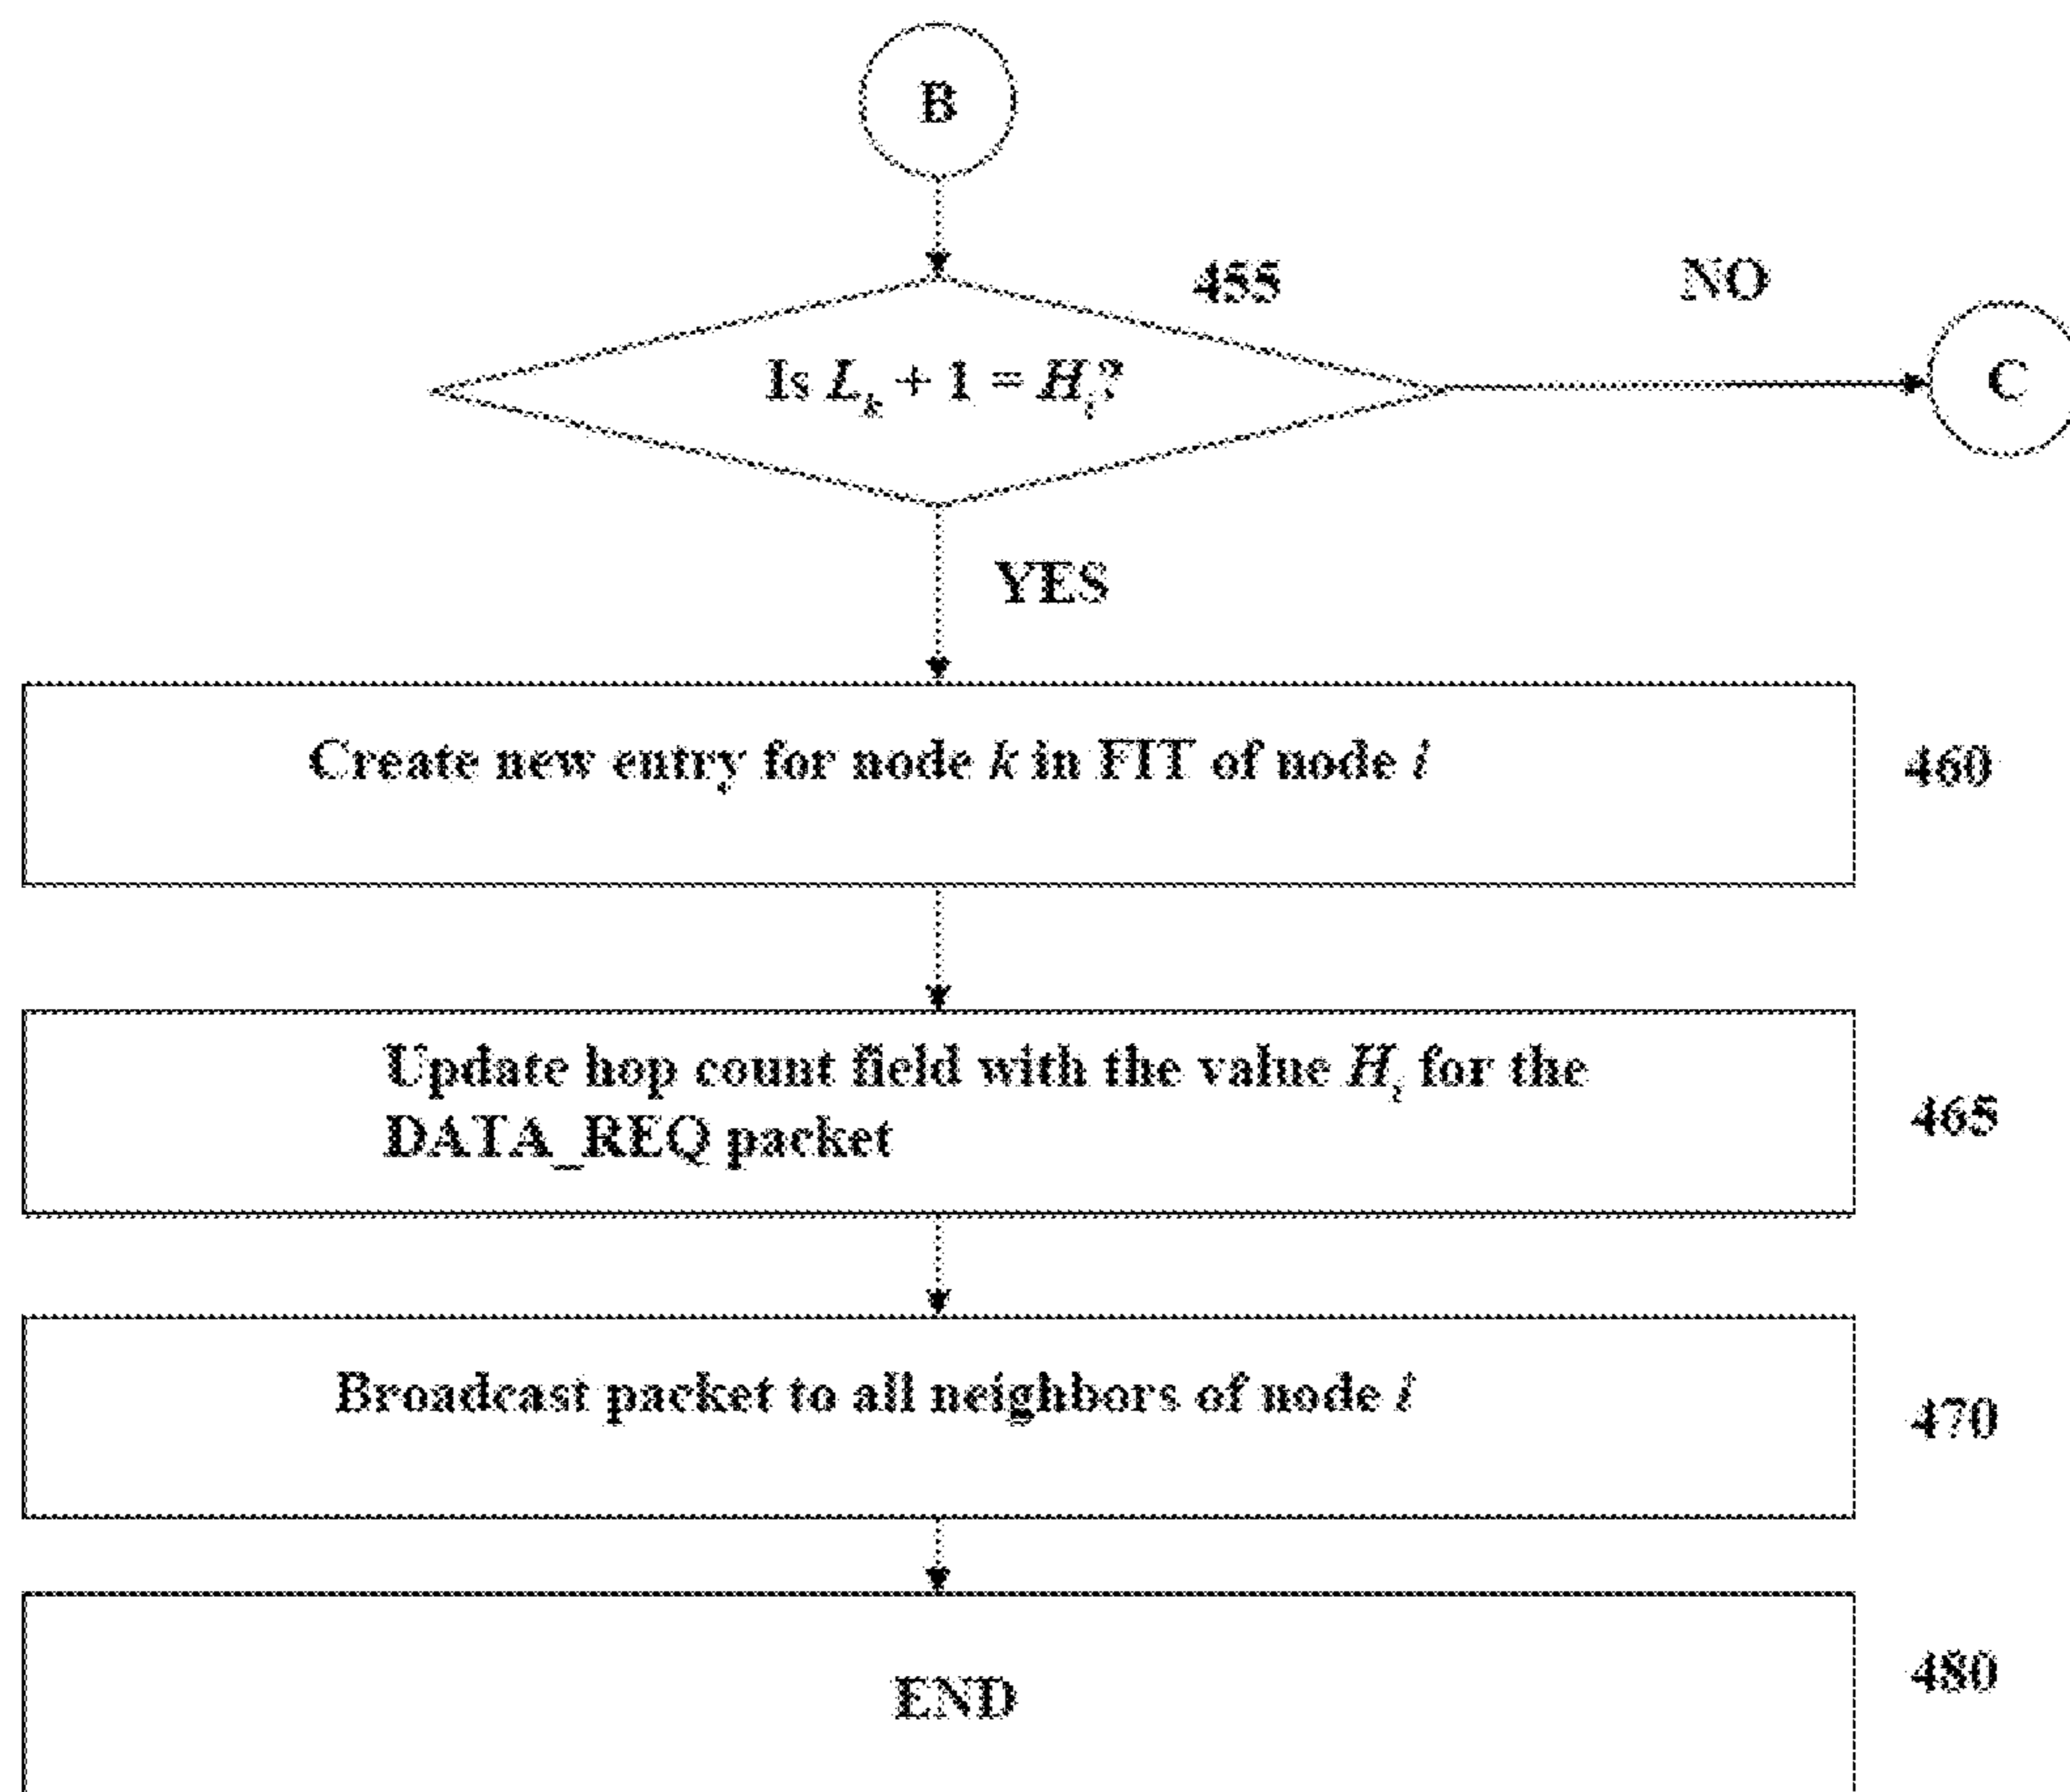 B
455
NO
Is Lₖ + 1 = Hᵢ?
C
YES
Create new entry for node k in FIT of node i
460
Update hop count field with the value Hᵢ for the
DATA_REQ packet
465
Broadcast packet to all neighbors of node i
470
480
END